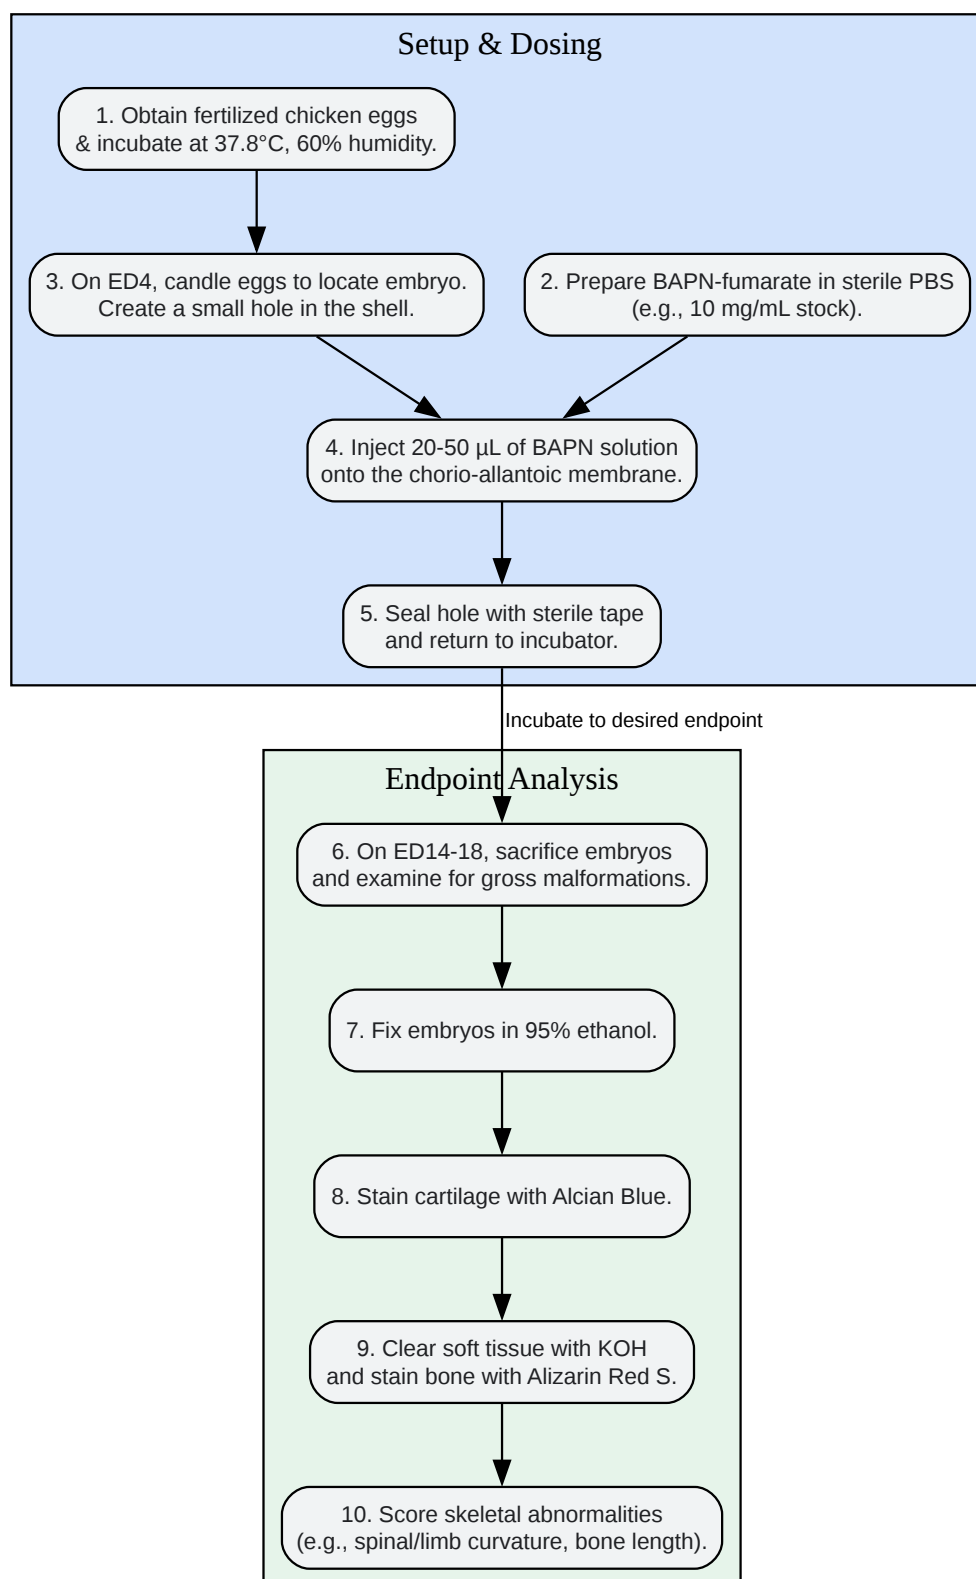 Setup & Dosing
1. Obtain fertilized chicken eggs
& incubate at 37.8°C, 60% humidity.
3. On ED4, candle eggs to locate embryo.
Create a small hole in the shell.
2. Prepare BAPN-fumarate in sterile PBS
(e.g., 10 mg/mL stock).
4. Inject 20-50 µL of BAPN solution
onto the chorio-allantoic membrane.
5. Seal hole with sterile tape
and return to incubator.
Incubate to desired endpoint
Endpoint Analysis
6. On ED14-18, sacrifice embryos
and examine for gross malformations.
7. Fix embryos in 95% ethanol.
8. Stain cartilage with Alcian Blue.
9. Clear soft tissue with KOH
and stain bone with Alizarin Red S.
10. Score skeletal abnormalities
(e.g., spinal/limb curvature, bone length).